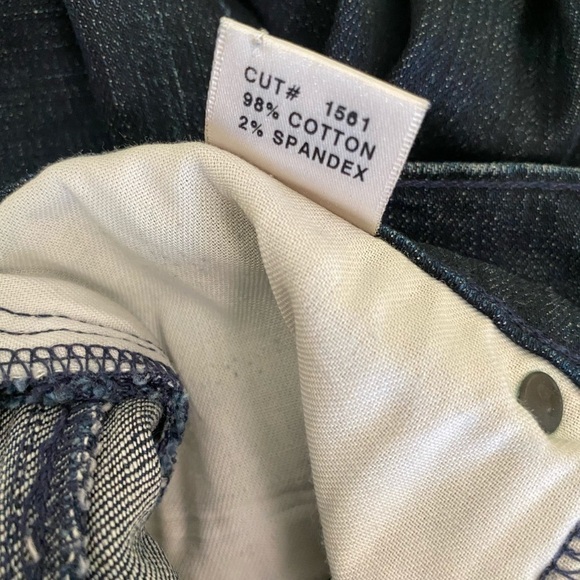 CUT# 1561
98% COTTON
2% SPANDEX